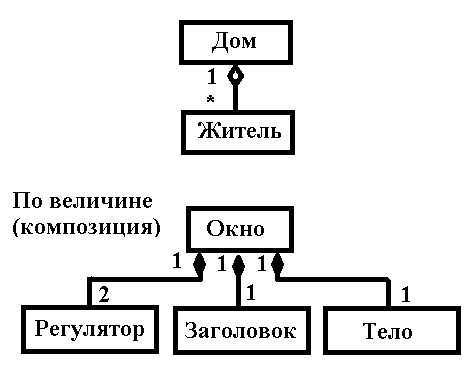 Дом
1
*
Житель
По величине
(композиция)
Окно
1 1 1
2 1 1
Регулятор Заголовок Тело